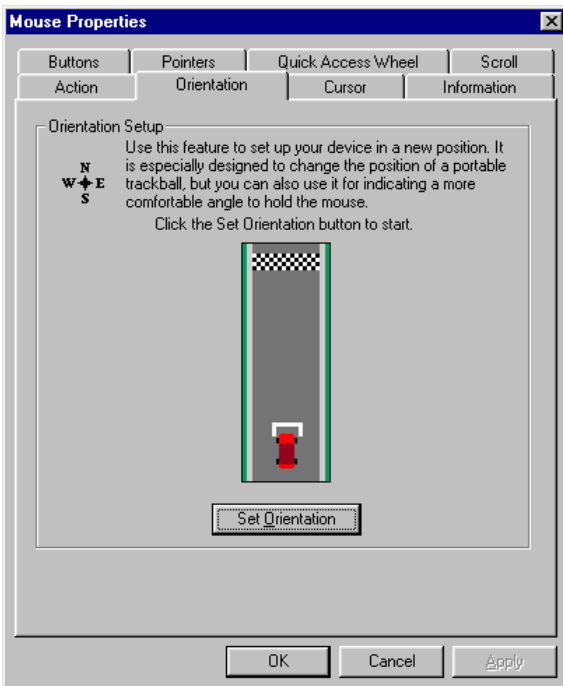 Mouse Properties
Buttons Pointers Quick Access Wheel Scroll
Action Orientation Cursor Information
Orientation Setup
Use this feature to set up your device in a new position. It
is especially designed to change the position of a portable
trackball, but you can also use it for indicating a more
comfortable angle to hold the mouse.
N
W E
S
Click the Set Orientation button to start.
Set Orientation
OK Cancel Apply